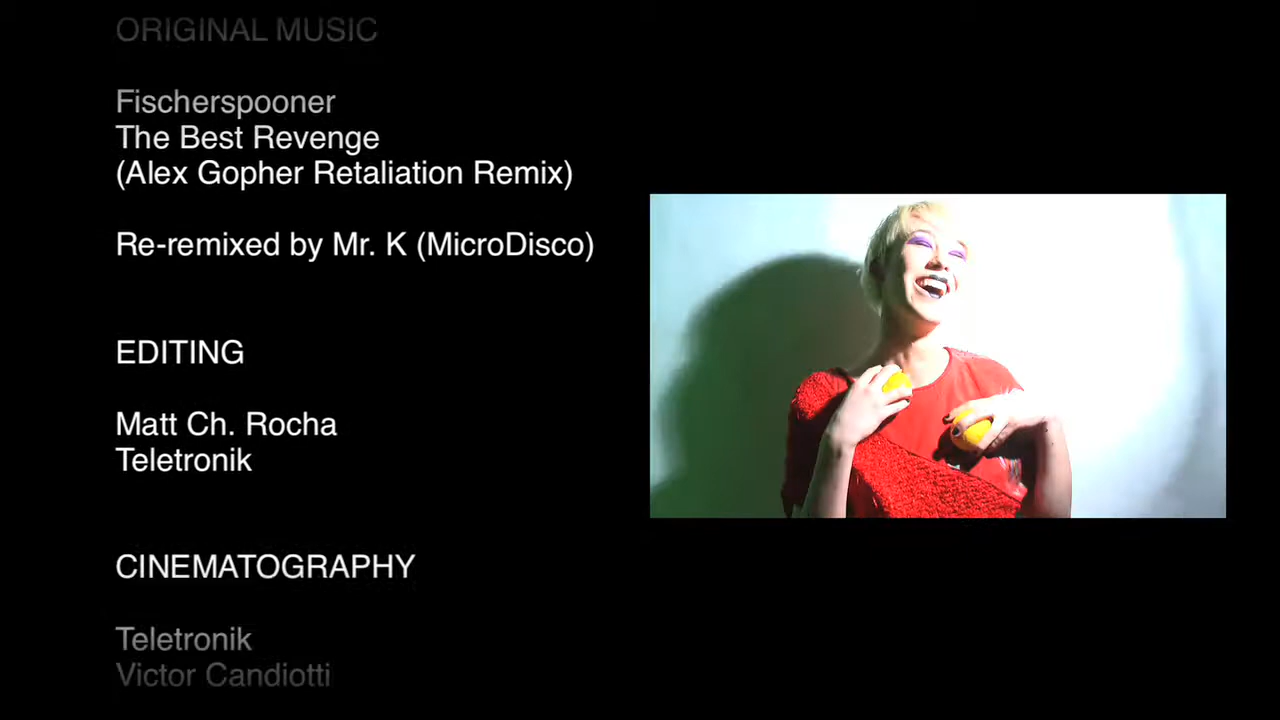 ORIGINAL MUSIC
Fischerspooner
The Best Revenge
(Alex Gopher Retaliation Remix)
Re-remixed by Mr. K (MicroDisco)
EDITING
Matt Ch. Rocha
Teletronik
CINEMATOGRAPHY
Teletronik
Victor Candiotti